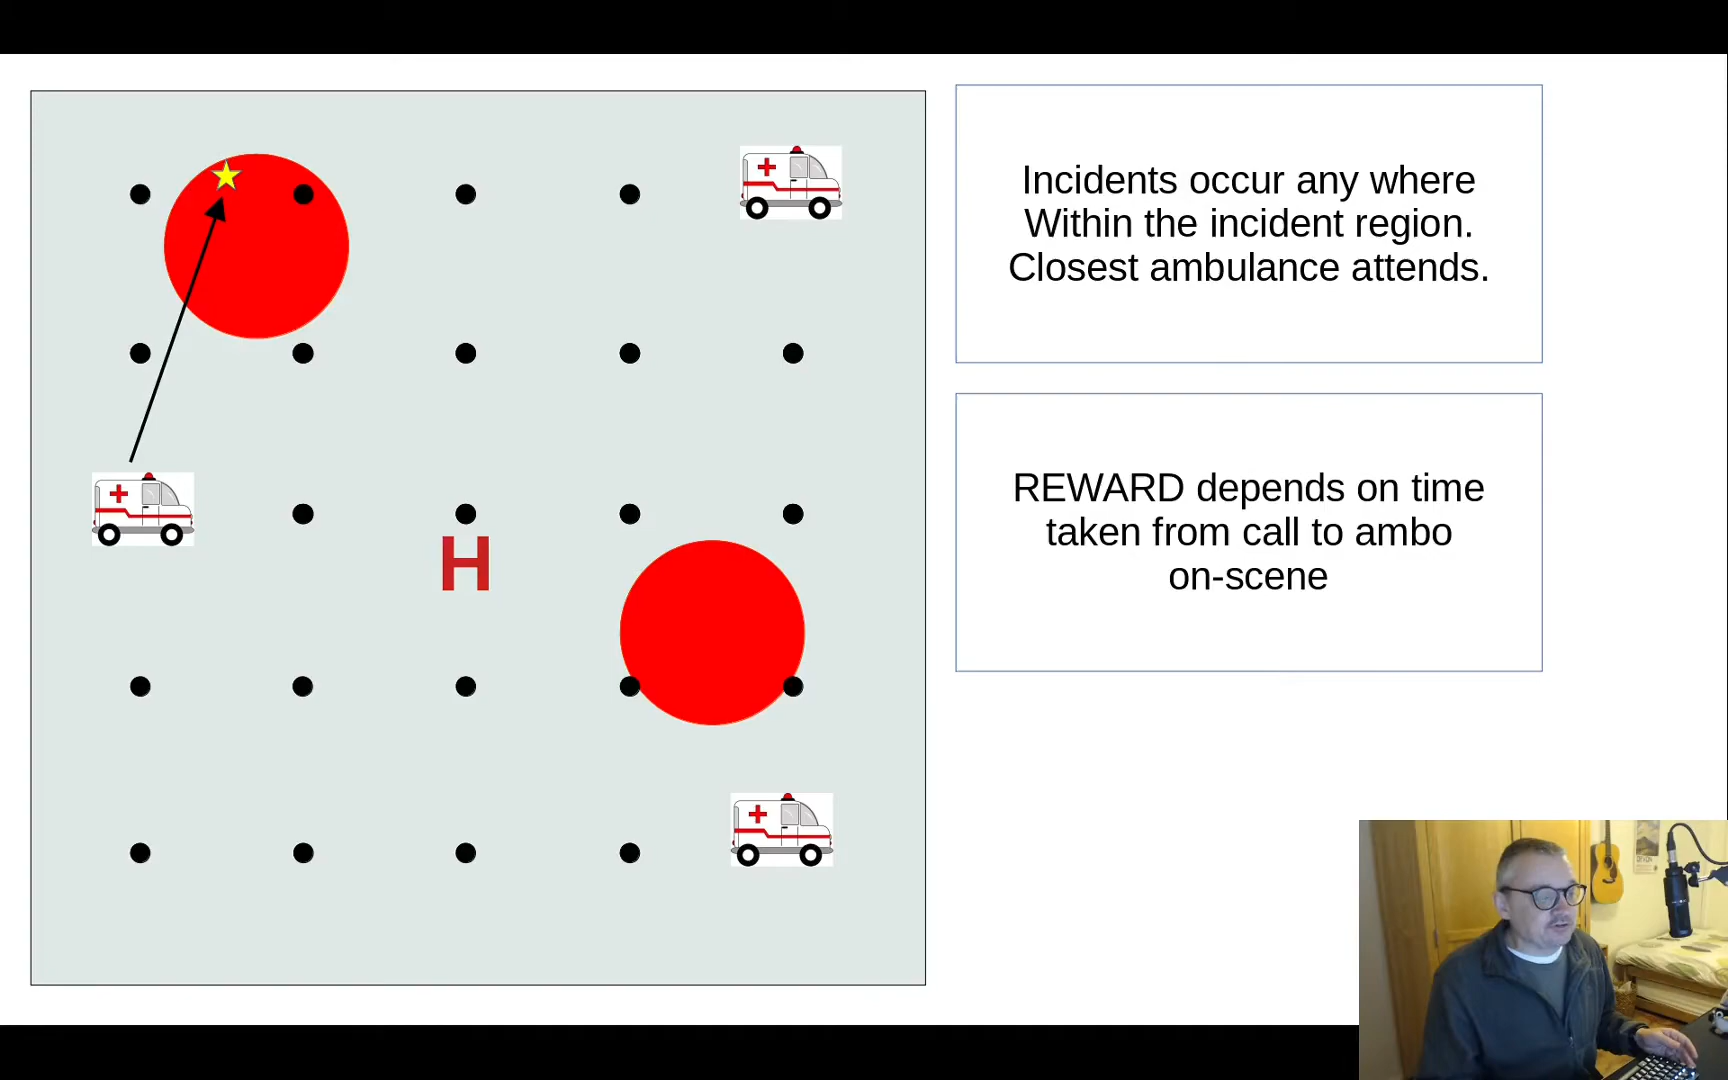 Incidents occur any where
Within the incident region.
Closest ambulance attends.
REWARD depends on time
taken from call to ambo
on-scene
H